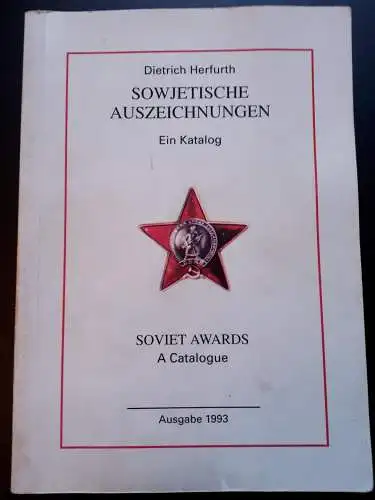 Dietrich Herfurth
SOWJETISCHE
AUSZEICHNUNGEN
Ein Katalog
SOVIET AWARDS
A Catalogue
Ausgabe 1993